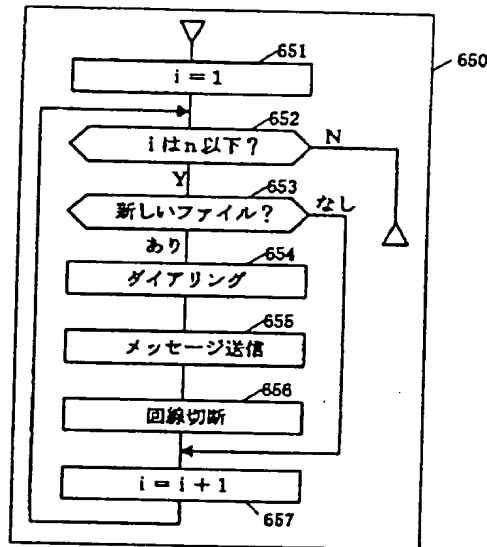 651
650
i = 1
652
iはn以下？
N
Y
653
新しいファイル？
なし
あり
654
ダイアリング
655
メッセージ送信
656
回線切断
i = i + 1
657